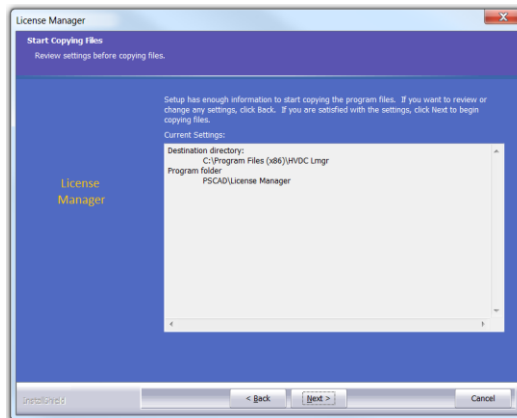 License Manager
Start Copying Files
Review settings before copying files.
Setup has enough information to start copying the program files. If you want to review or
change any settings, click Back. If you are satisfied with the settings, click Next to begin
copying files.
Current Settings:
Destination directory:
C:\Program Files (x86)\HVDC Lmgr
Program folder
PSCAD\License Manager
License
Manager
InstallShield
< Back
Next >
Cancel